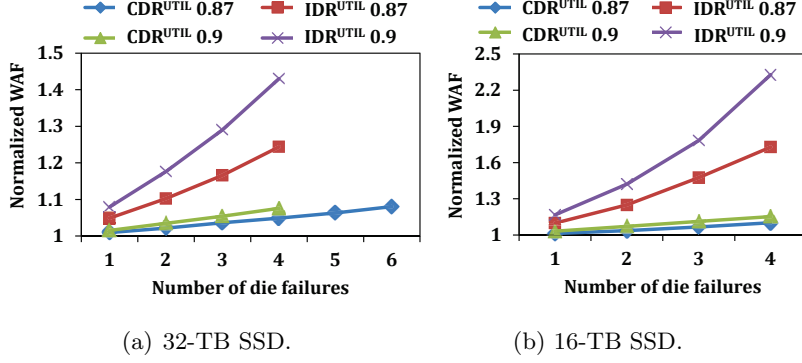 CDR^UTIL 0.87 IDR^UTIL 0.87
CDR^UTIL 0.9 IDR^UTIL 0.9
Normalized WAF
1.5
1.4
1.3
1.2
1.1
1
1 2 3 4 5 6
Number of die failures
(a) 32-TB SSD.
CDR^UTIL 0.87 IDR^UTIL 0.87
CDR^UTIL 0.9 IDR^UTIL 0.9
Normalized WAF
2.5
2.2
1.9
1.6
1.3
1
1 2 3 4
Number of die failures
(b) 16-TB SSD.